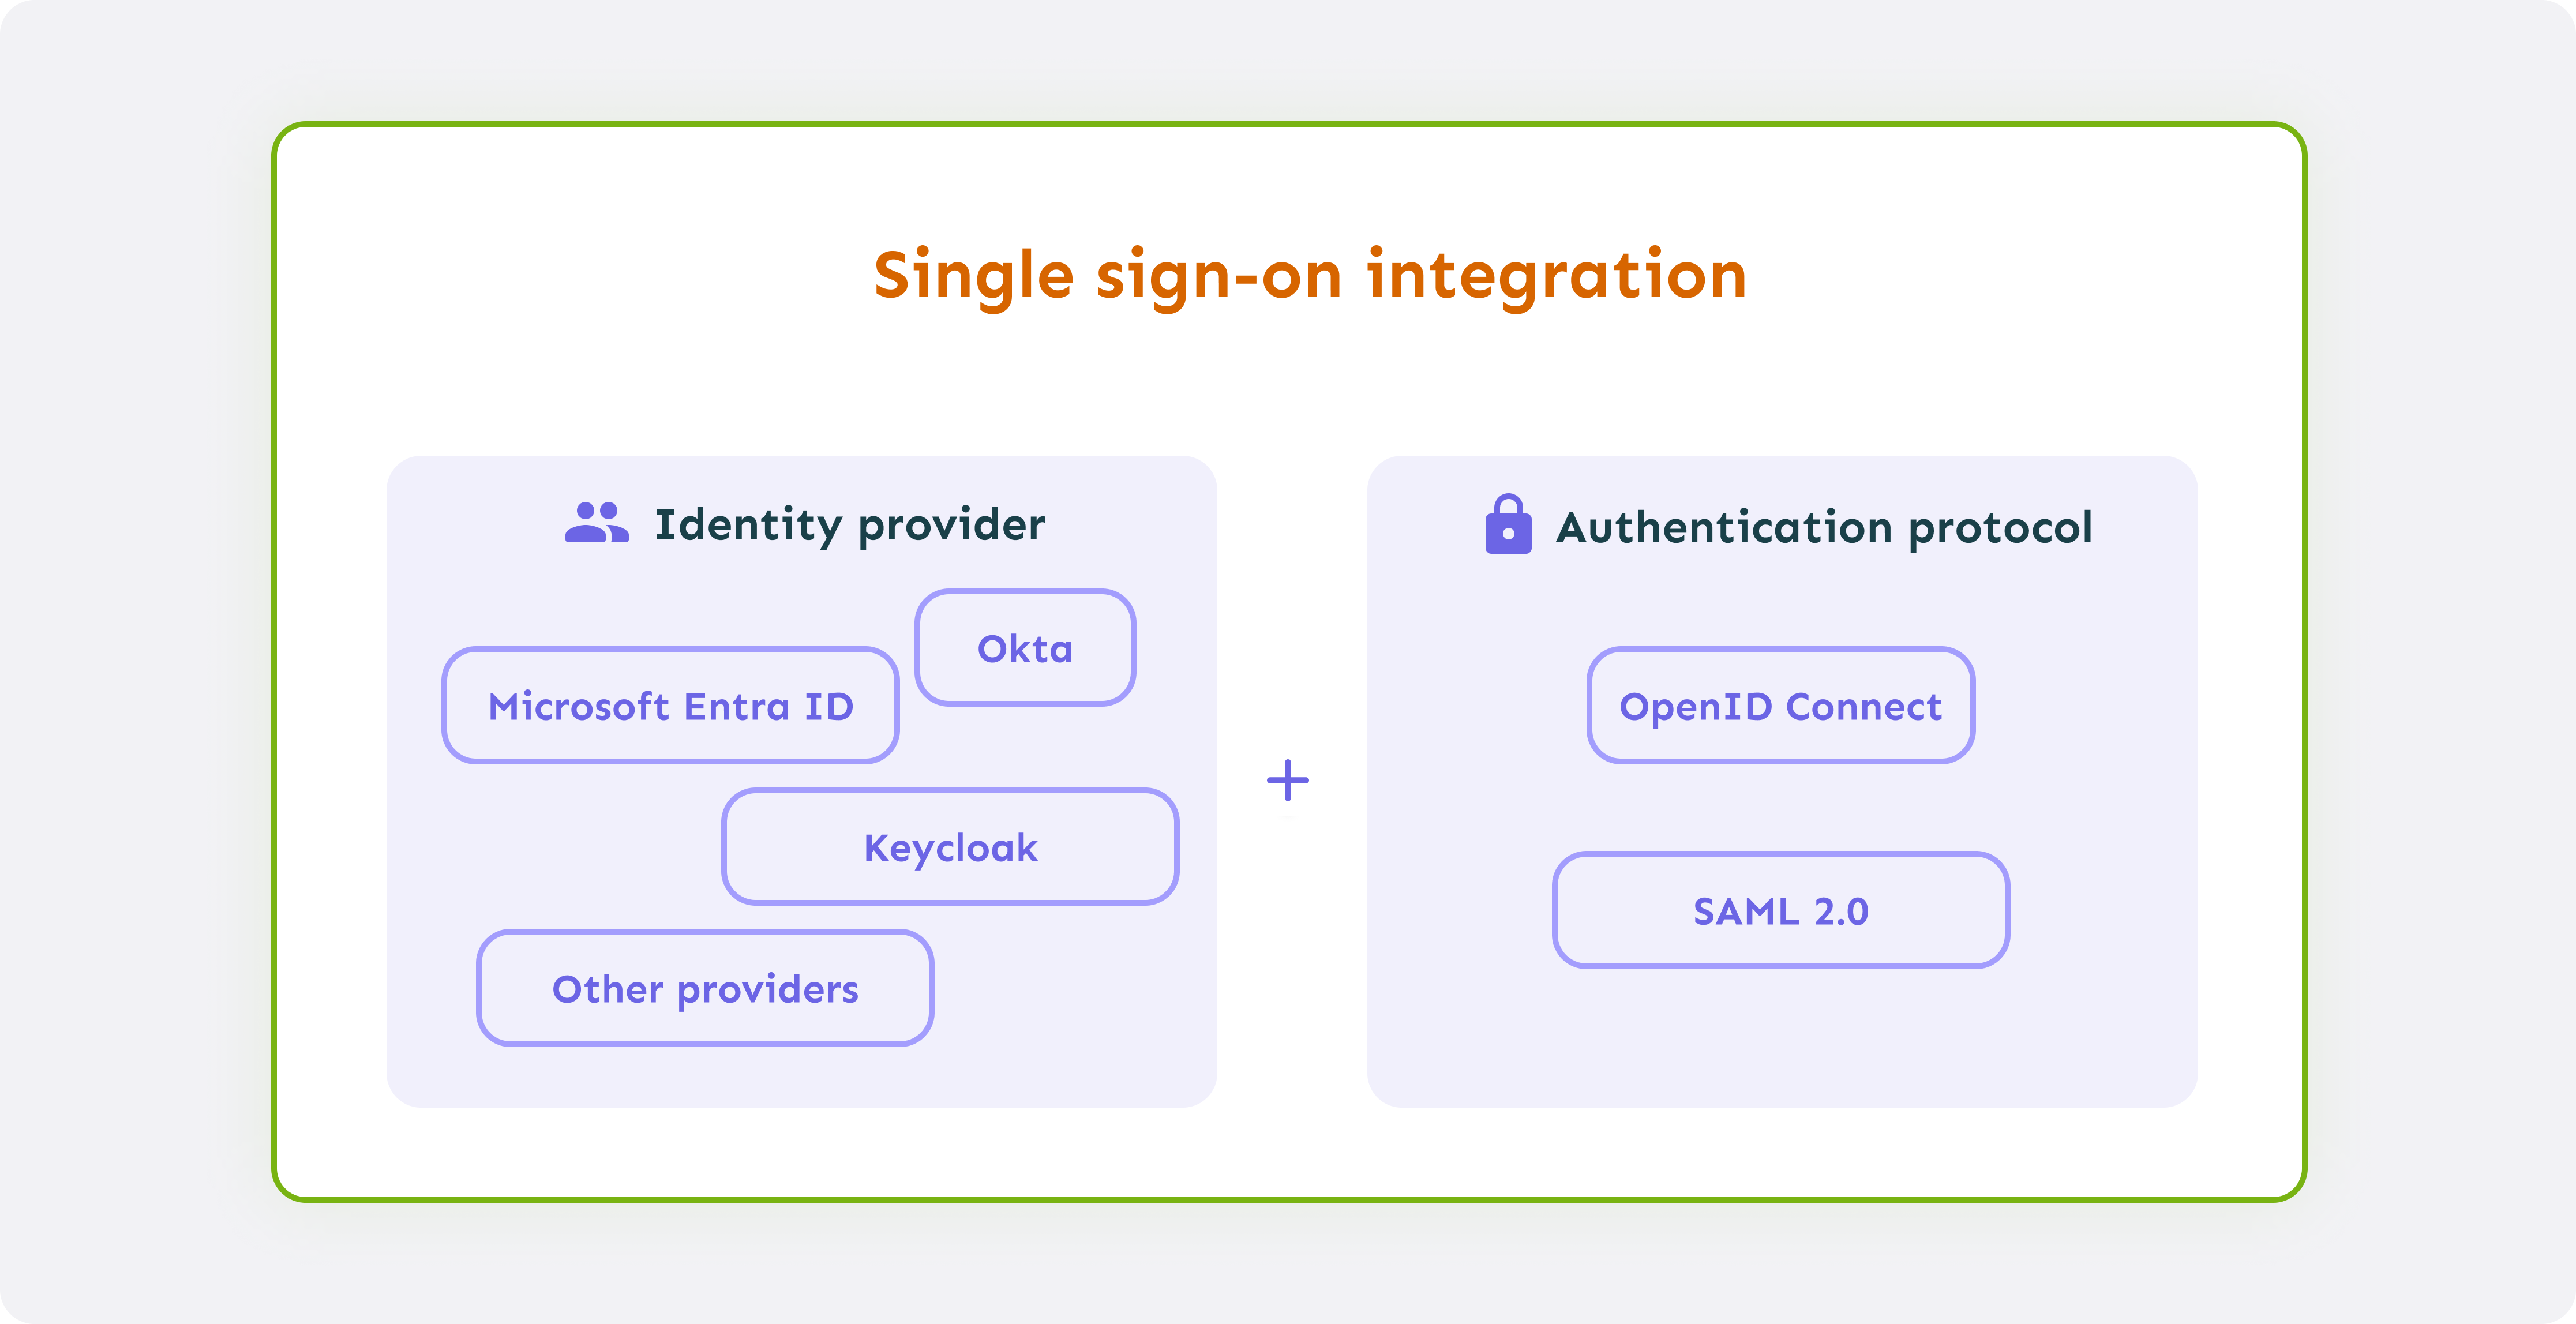 Single sign-on integration
Identity provider
Okta
Microsoft Entra ID
Keycloak
Other providers
Authentication protocol
OpenID Connect
SAML 2.0